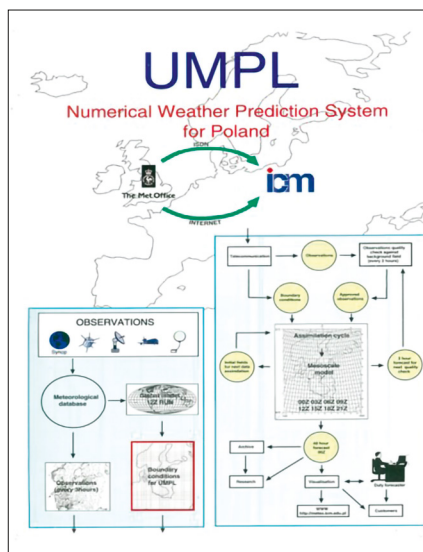 UMPL
Numerical Weather Prediction System
for Poland
ISDN
The Met.Office
icm
INTERNET
Telecommunication
Observations
Observations quality
check against
background field
(every 3 hours)
Boundary
conditions
Approved
observations
Assimilation cycle
Mesoscale
model
00Z 03Z 06Z 09Z
12Z 15Z 18Z 21Z
Initial fields
for next data
assimilation
3 hour
forecast for
next quality
check
48 hour
forecast
Archive
Research
Visualisation
Duty forecaster
WWW
Customers
OBSERVATIONS
Synop
Meteorological
database
Global model
12Z RUN
Observations
(every 3hours)
Boundary
conditions
for UMPL